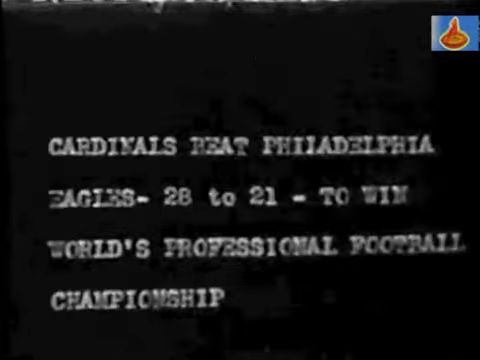 CARDINALS BEAT PHILADELPHIA
EAGLES- 28 to 21 - TO WIN
WORLD'S PROFESSIONAL FOOTBALL
CHAMPIONSHIP